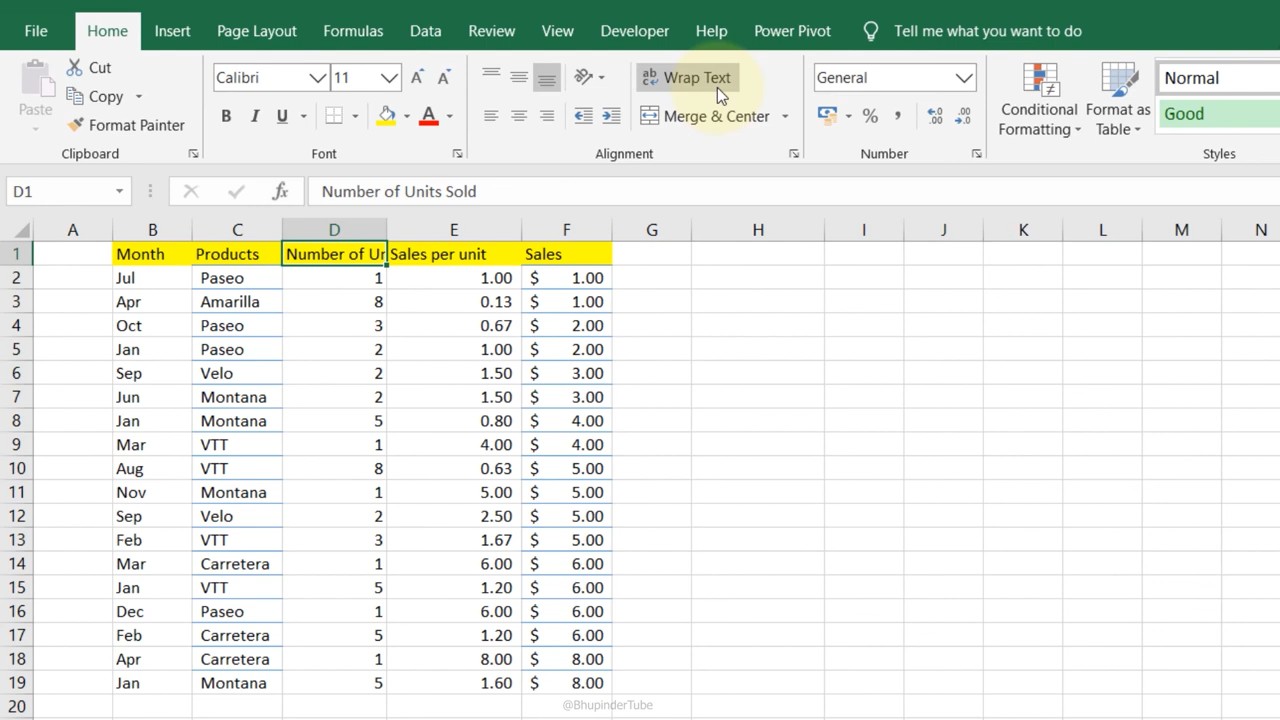 File Home Insert Page Layout Formulas Data Review View Developer Help Power Pivot Tell me what you want to do
Paste Cut Copy Format Painter
Calibri 11
B I U A
Wrap Text
Merge & Center
General
%
Conditional Formatting
Format as Table
Normal
Good
Clipboard Font Alignment Number Styles
D1 fx Number of Units Sold
A B C D E F G H I J K L M N
1 Month Products Number of Un Sales per unit Sales
2 Jul Paseo 1 1.00 $ 1.00
3 Apr Amarilla 8 0.13 $ 1.00
4 Oct Paseo 3 0.67 $ 2.00
5 Jan Paseo 2 1.00 $ 2.00
6 Sep Velo 2 1.50 $ 3.00
7 Jun Montana 2 1.50 $ 3.00
8 Jan Montana 5 0.80 $ 4.00
9 Mar VTT 1 4.00 $ 4.00
10 Aug VTT 8 0.63 $ 5.00
11 Nov Montana 1 5.00 $ 5.00
12 Sep Velo 2 2.50 $ 5.00
13 Feb VTT 3 1.67 $ 5.00
14 Mar Carretera 1 6.00 $ 6.00
15 Jan VTT 5 1.20 $ 6.00
16 Dec Paseo 1 6.00 $ 6.00
17 Feb Carretera 5 1.20 $ 6.00
18 Apr Carretera 1 8.00 $ 8.00
19 Jan Montana 5 1.60 $ 8.00
20
@BhupinderTube